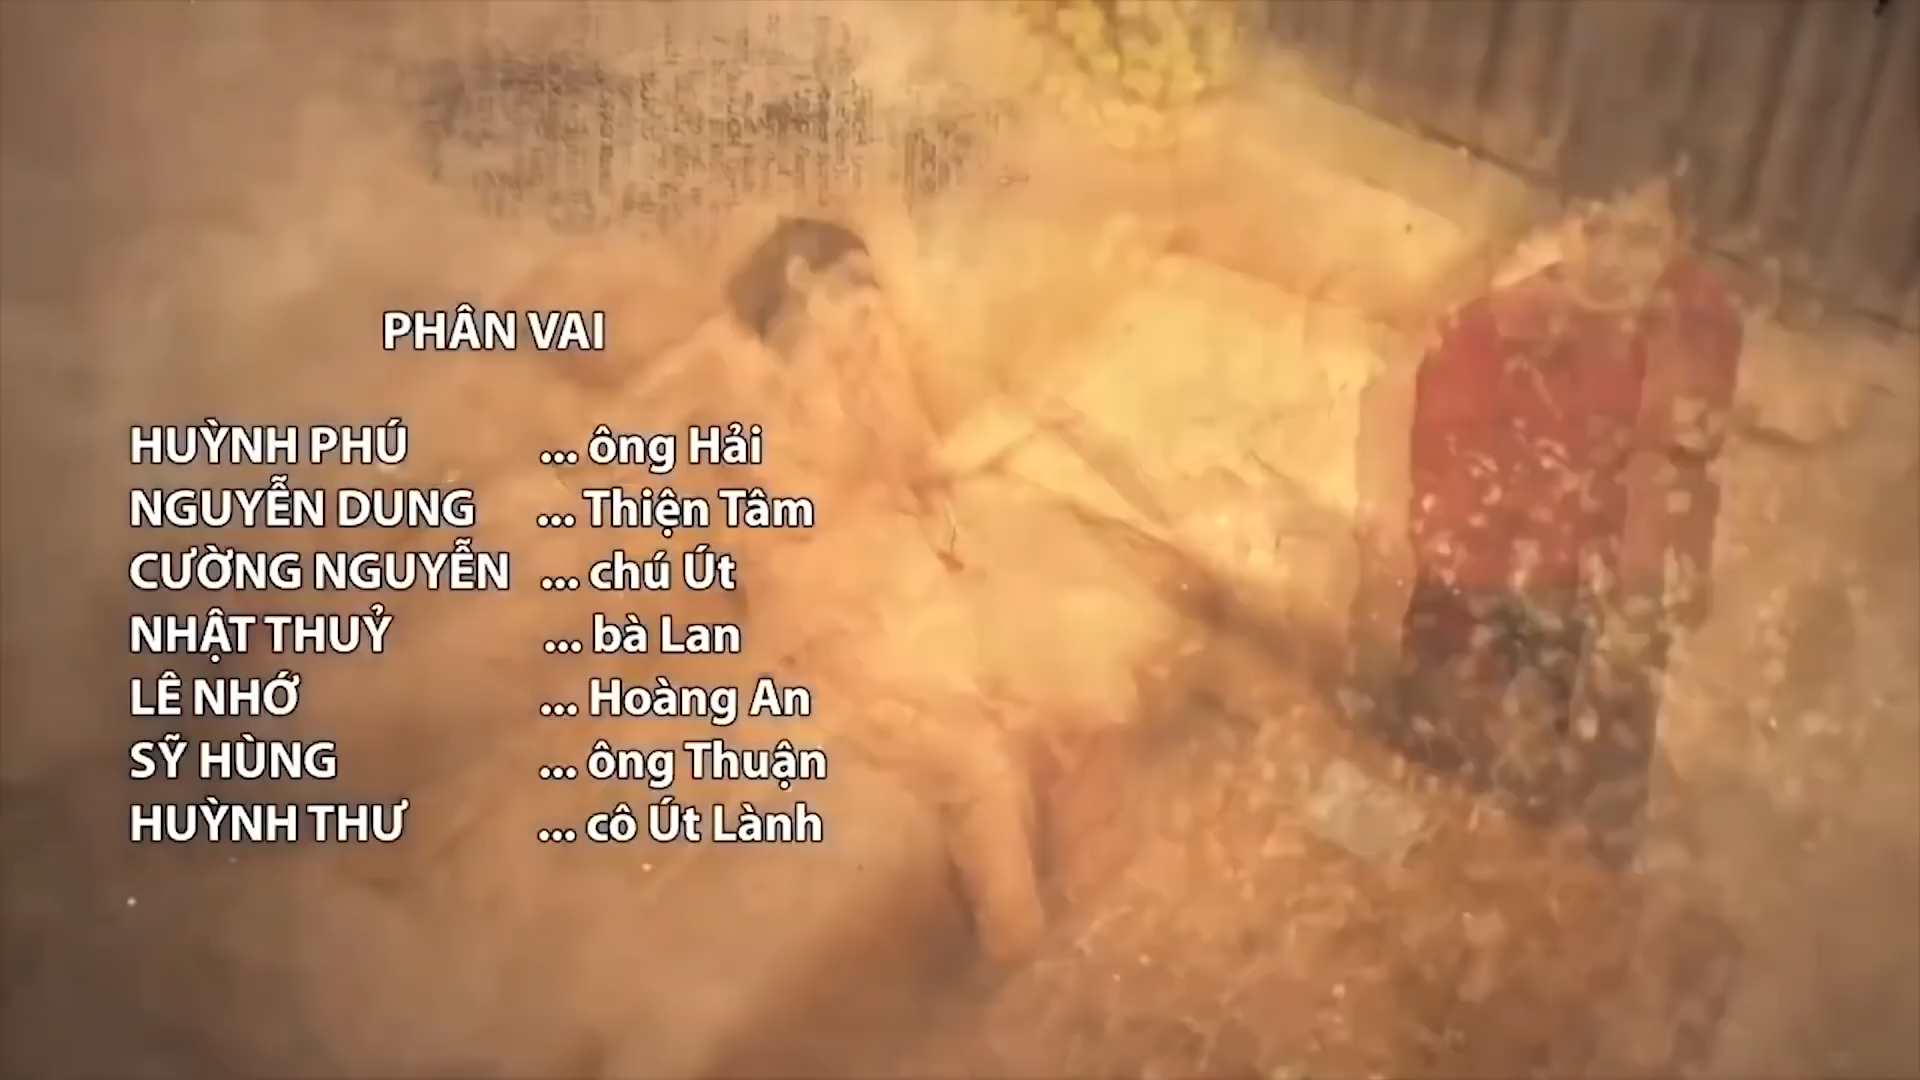 PHÂN VAI
HUỲNH PHÚ ... ông Hải
NGUYỄN DUNG ... Thiện Tâm
CƯỜNG NGUYỄN ... chú Út
NHẬT THUỶ ... bà Lan
LÊ NHỚ ... Hoàng An
SỸ HÙNG ... ông Thuận
HUỲNH THƯ ... cô Út Lành